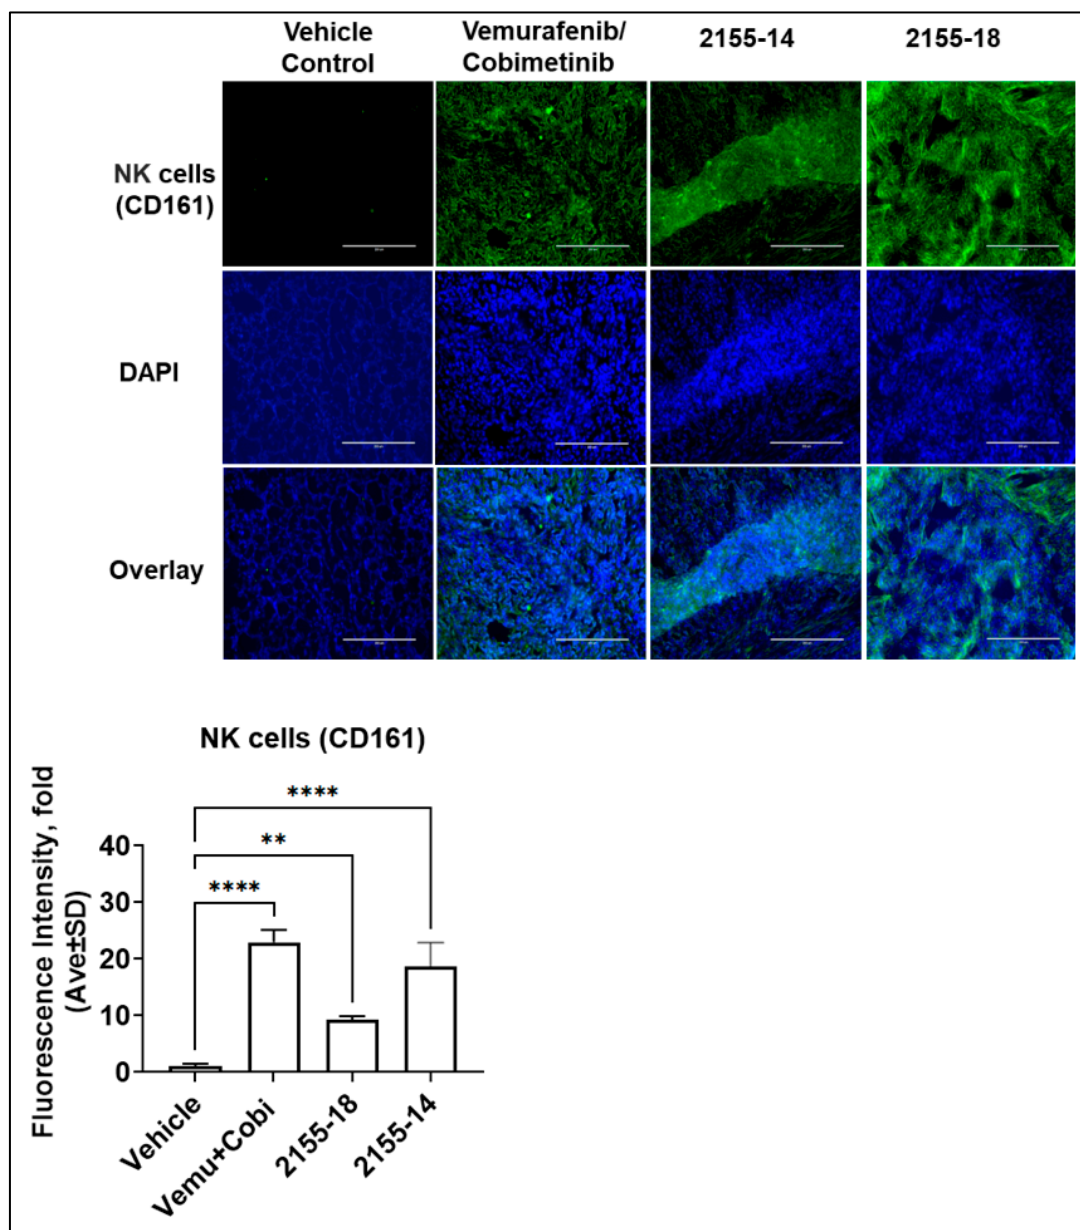 Vehicle
Control
Vemurafenib/
Cobimetinib
2155-14
2155-18
NK cells
(CD161)
DAPI
Overlay
NK cells (CD161)
Fluorescence Intensity, fold
(Ave±SD)
40
30
20
10
0
****
**
****
Vehicle
Vemu+Cobi
2155-18
2155-14